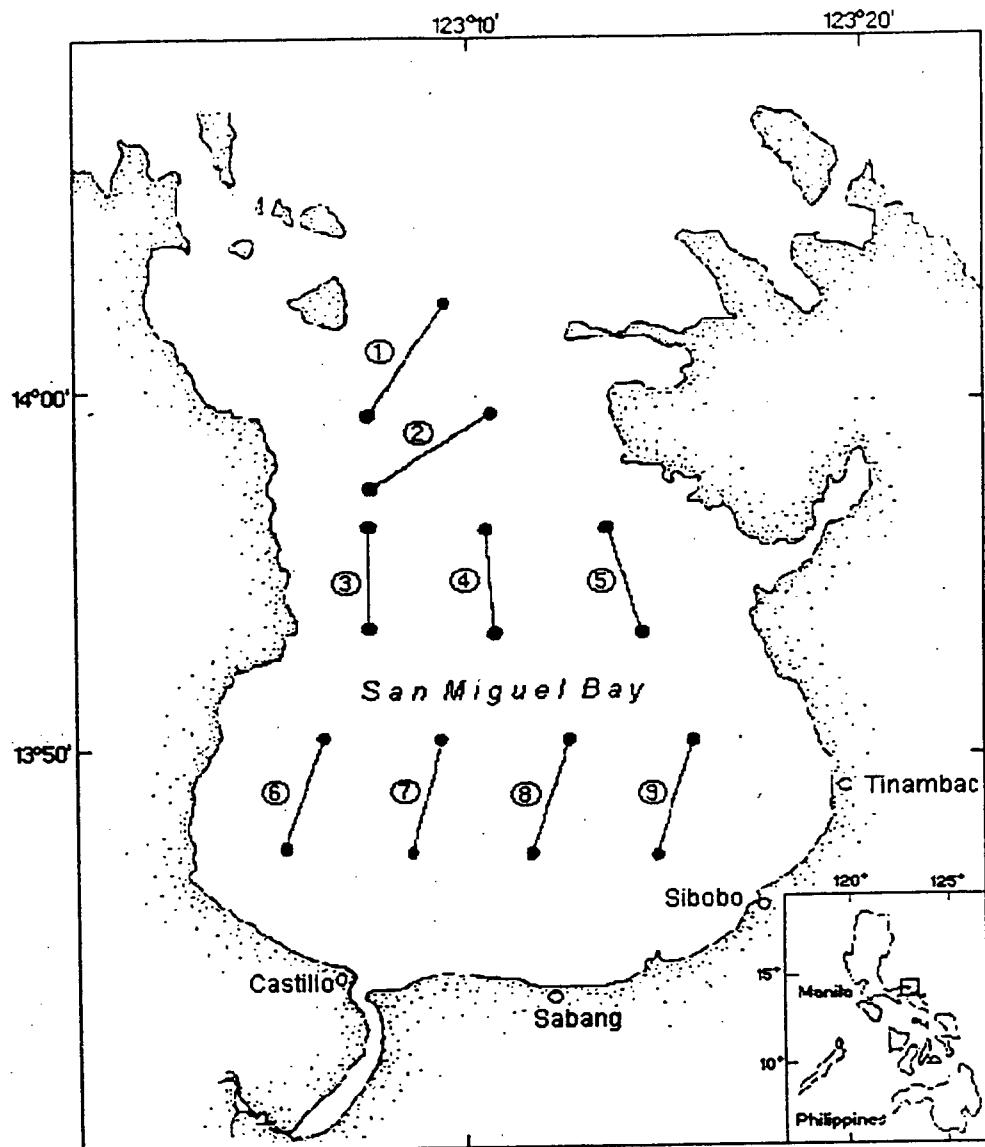 123°10'
123°20'
①
14°00'
②
③
④
⑤
San Miguel Bay
13°50'
⑥
⑦
⑧
⑨
Tinambac
120°
125°
Sibobo
Castillo
15°
Manila
Sabang
10°
Philippines